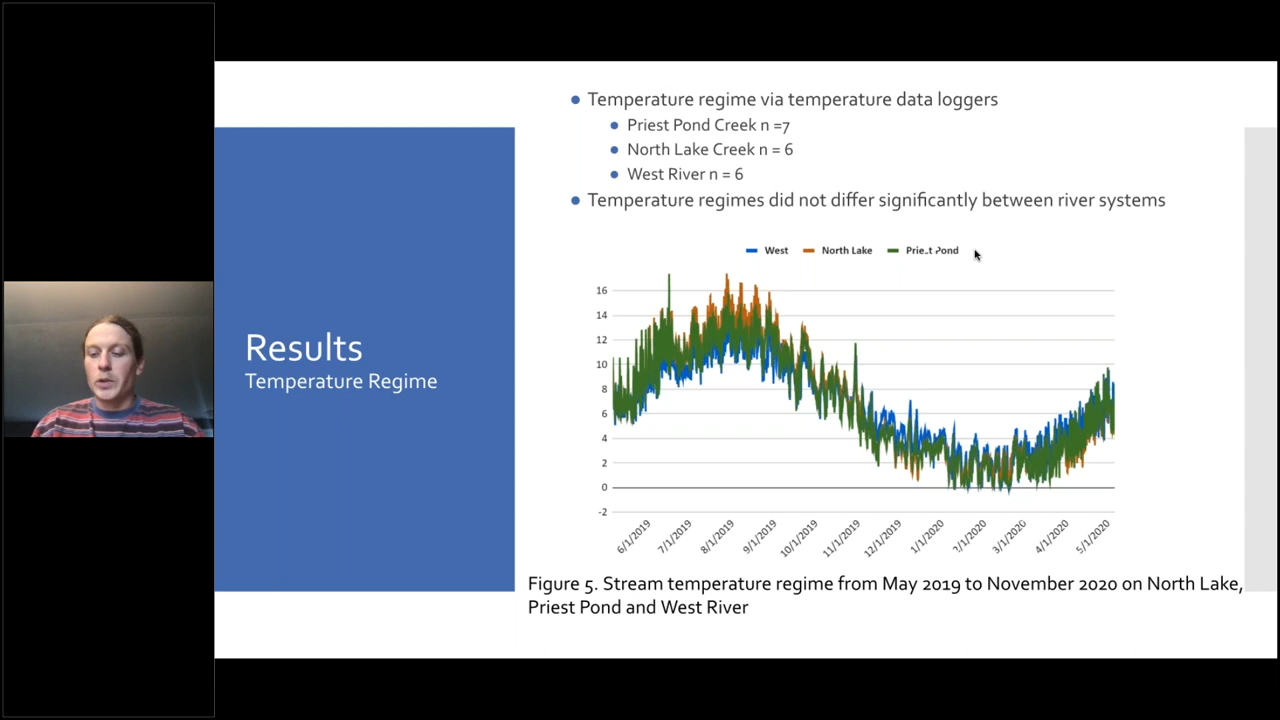 Results
Temperature Regime
Temperature regime via temperature data loggers
Priest Pond Creek n =7
North Lake Creek n = 6
West River n = 6
Temperature regimes did not differ significantly between river systems
West North Lake Pond
16
14
12
10
8
6
4
2
0
-2
6/1/2019 7/1/2019 8/1/2019 9/1/2019 10/1/2019 11/1/2019 12/1/2019 1/1/2020 2/1/2020 3/1/2020 4/1/2020 5/1/2020
Figure 5. Stream temperature regime from May 2019 to November 2020 on North Lake,
Priest Pond and West River